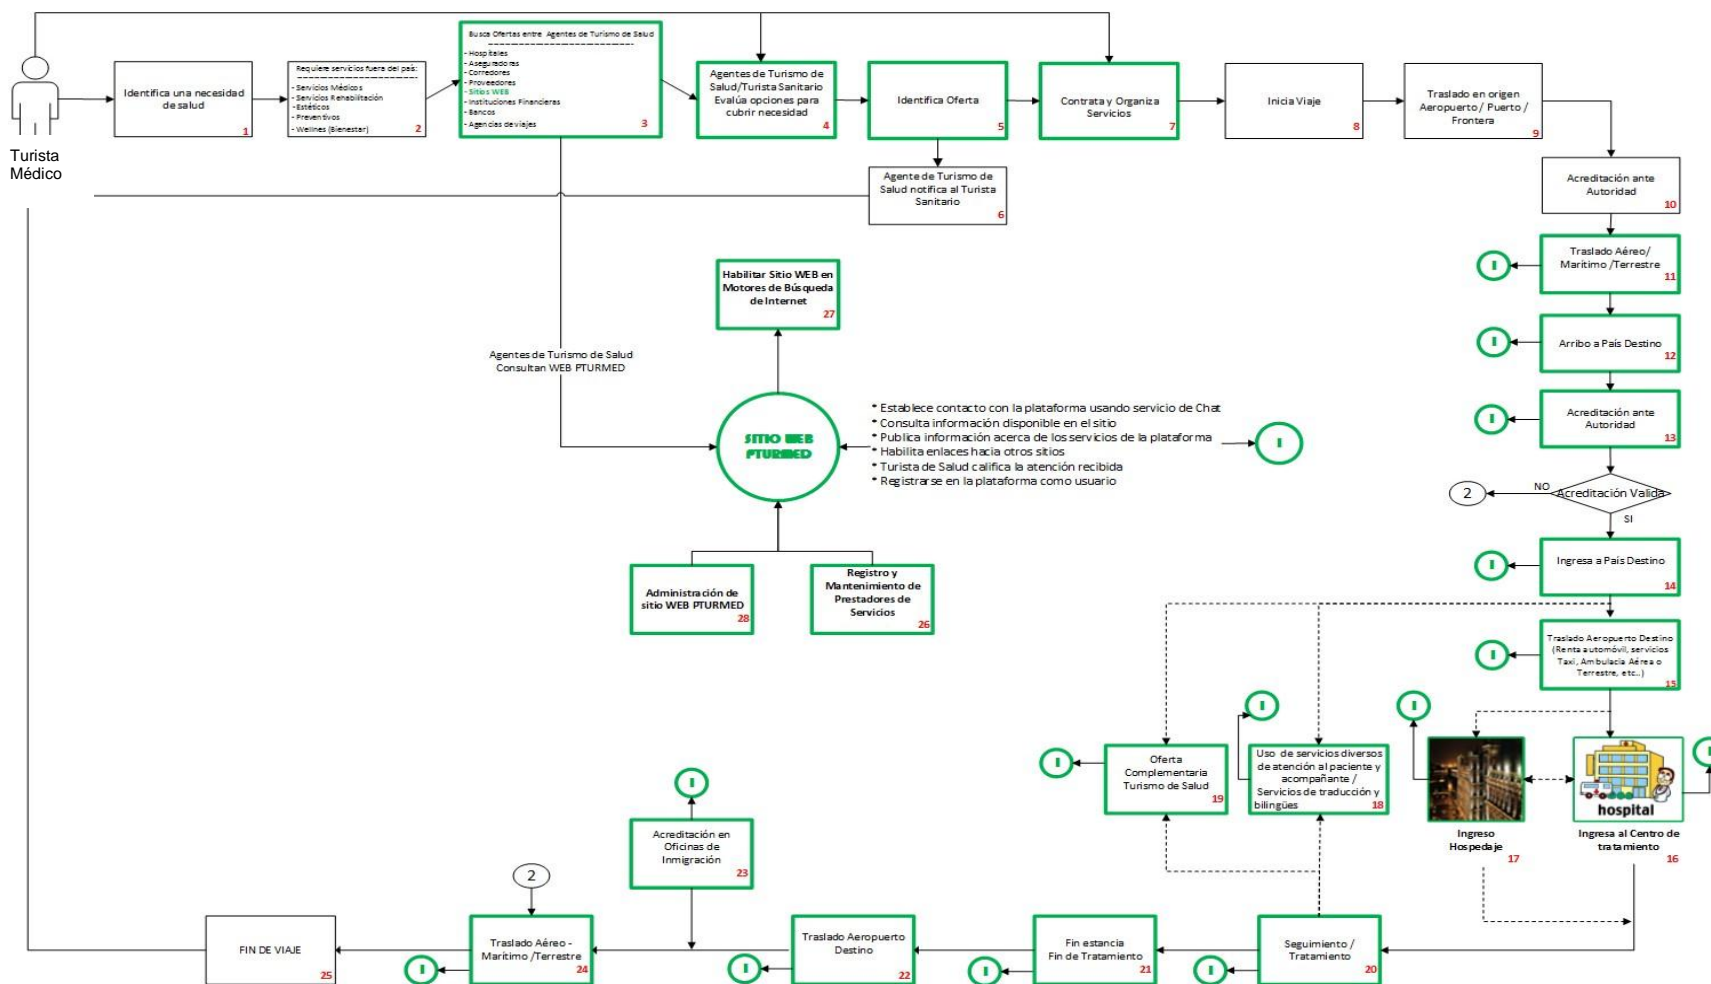 Turista
Médico
Identifica una necesidad
de salud
1
Requiere servicios fuera del país:
- Servicios Médicos
- Servicios Rehabilitación
- Estéticos
- Preventivos
- Wellnes (Bienestar)
2
Busca Ofertas entre Agentes de Turismo de Salud
- Hospitales
- Aseguradoras
- Corredores
- Proveedores
- Sitios WEB
- Instituciones Financieras
- Bancos
- Agencias de viajes
3
Agentes de Turismo de
Salud/Turista Sanitario
Evalúa opciones para
cubrir necesidad
4
Identifica Oferta
5
Agente de Turismo de
Salud notifica al Turista
Sanitario
6
Contrata y Organiza
Servicios
7
Inicia Viaje
8
Traslado en origen
Aeropuerto / Puerto /
Frontera
9
Acreditación ante
Autoridad
10
Traslado Aéreo/
Marítimo /Terrestre
11
I
Arribo a País Destino
12
I
Acreditación ante
Autoridad
13
I
Acreditación Valida
NO
2
SI
Ingresa a País Destino
14
I
Traslado Aeropuerto Destino
(Renta automóvil, servicios
Taxi, Ambulacia Aérea o
Terrestre, etc..)
15
I
Habilitar Sitio WEB en
Motores de Búsqueda
de Internet
27
Agentes de Turismo de Salud
Consultan WEB PTURMED
SITIO WEB
PTURMED
* Establece contacto con la plataforma usando servicio de Chat
* Consulta información disponible en el sitio
* Publica información acerca de los servicios de la plataforma
* Habilita enlaces hacia otros sitios
* Turista de Salud califica la atención recibida
* Registrarse en la plataforma como usuario
I
Administración de
sitio WEB PTURMED
28
Registro y
Mantenimiento de
Prestadores de
Servicios
26
hospital
Ingresa al Centro de
tratamiento
16
I
Ingreso
Hospedaje
17
I
Uso de servicios diversos
de atención al paciente y
acompañante /
Servicios de traducción y
bilingües
18
I
Oferta
Complementaria
Turismo de Salud
19
I
Seguimiento /
Tratamiento
20
I
Fin estancia
Fin de Tratamiento
21
I
Traslado Aeropuerto
Destino
22
I
Acreditación en
Oficinas de
Inmigración
23
I
2
Traslado Aéreo -
Marítimo /Terrestre
24
I
FIN DE VIAJE
25